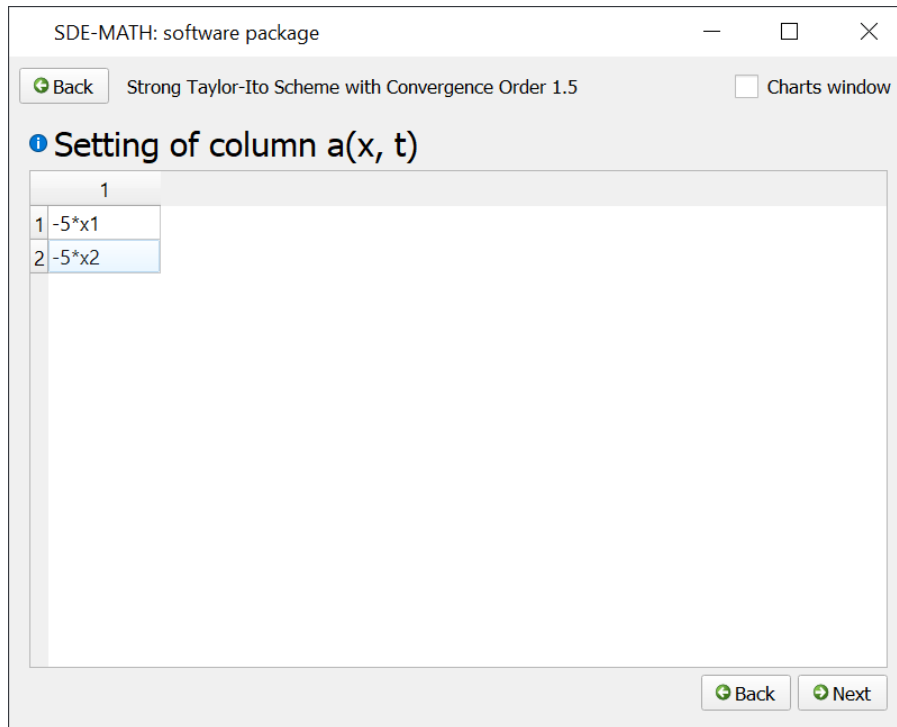 SDE-MATH: software package
Back Strong Taylor-Ito Scheme with Convergence Order 1.5 Charts window
Setting of column a(x, t)
1
1 -5*x1
2 -5*x2
Back Next